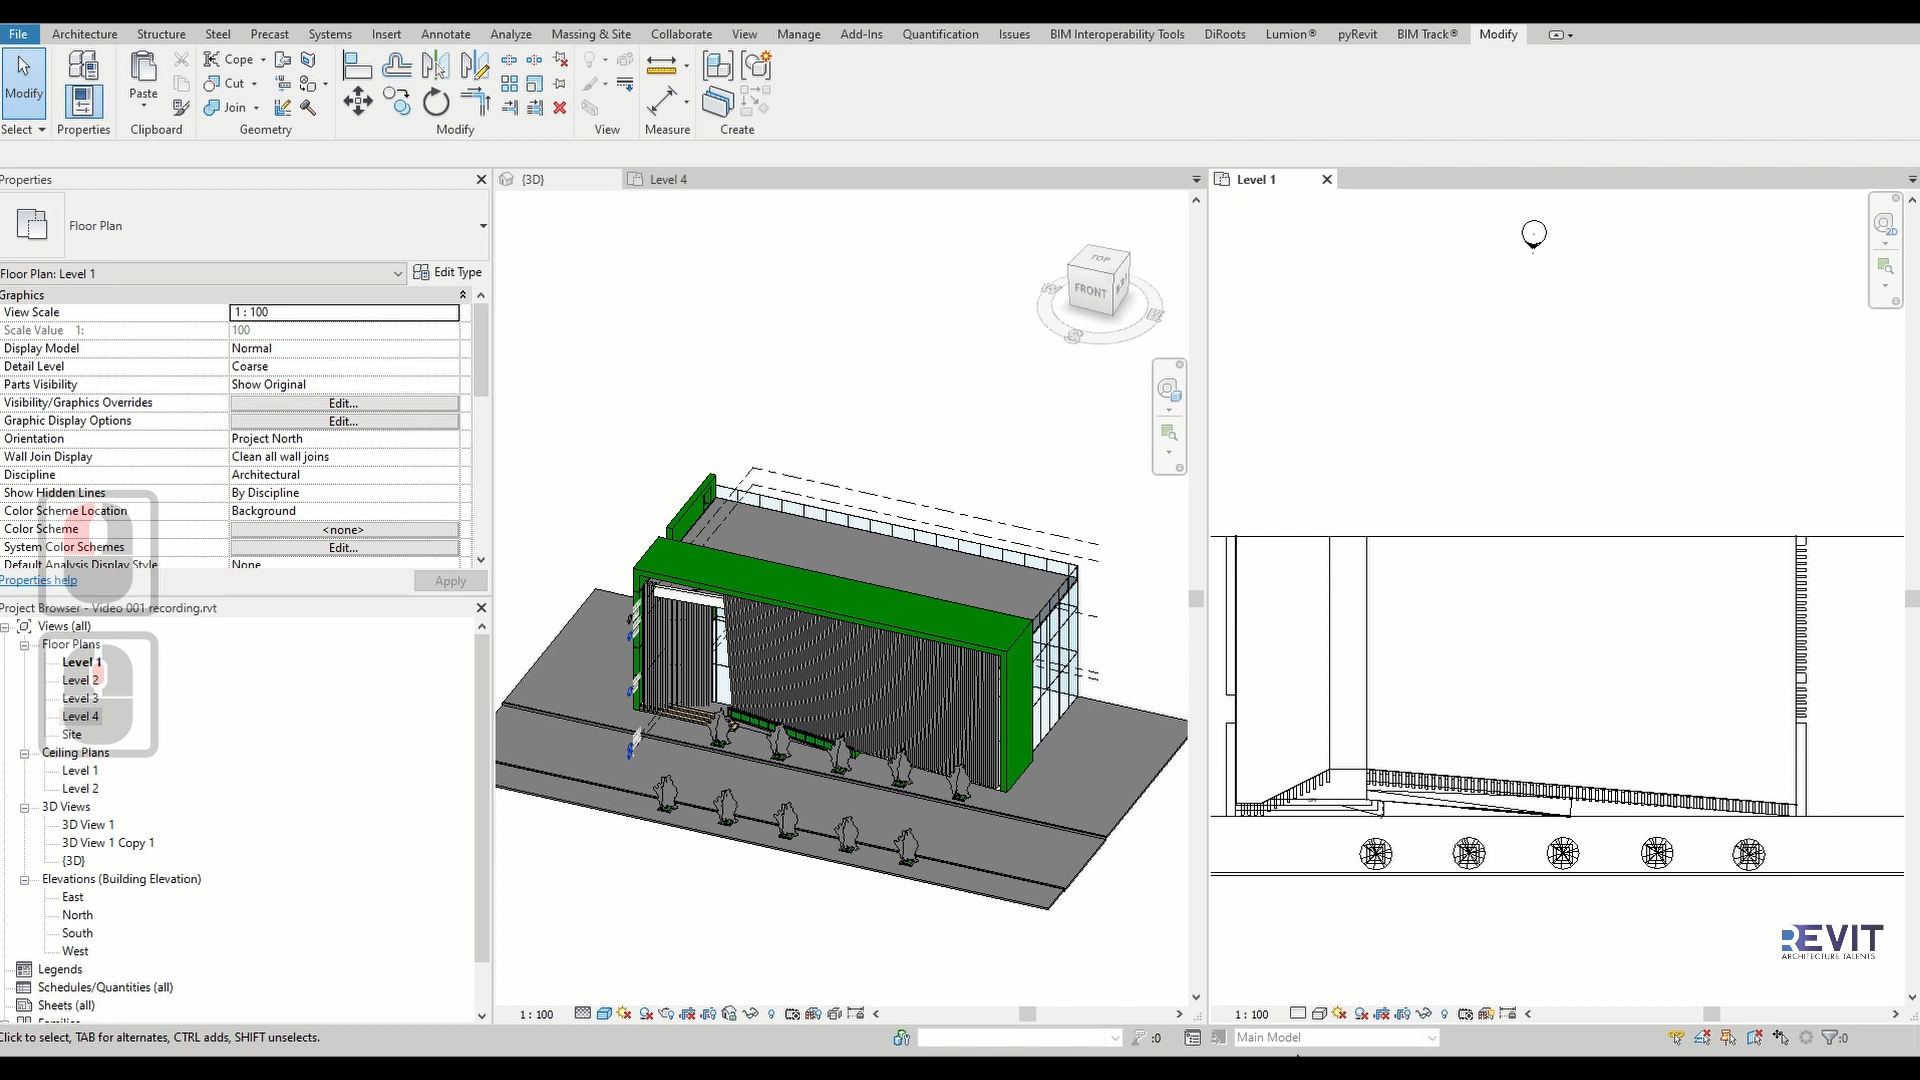 File Architecture Structure Steel Precast Systems Insert Annotate Analyze Massing & Site Collaborate View Manage Add-Ins Quantification Issues BIM Interoperability Tools DiRoots Lumion® pyRevit BIM Track® Modify
Modify Paste Cope
Cut
Join
Select Properties Clipboard Geometry Modify View Measure Create
Properties
{3D} Level 4 Level 1
Floor Plan
Floor Plan: Level 1 Edit Type
Graphics
View Scale 1 : 100
Scale Value 1: 100
Display Model Normal
Detail Level Coarse
Parts Visibility Show Original
Visibility/Graphics Overrides Edit...
Graphic Display Options Edit...
Orientation Project North
Wall Join Display Clean all wall joins
Discipline Architectural
Show Hidden Lines By Discipline
Color Scheme Location Background
Color Scheme <none>
System Color Schemes Edit...
Default Analysis Display Style None
Properties help Apply
Project Browser - Video 001 recording.rvt
Views (all)
Floor Plans
Level 1
Level 2
Level 3
Level 4
Site
Ceiling Plans
Level 1
Level 2
3D Views
3D View 1
3D View 1 Copy 1
{3D}
Elevations (Building Elevation)
East
North
South
West
Legends
Schedules/Quantities (all)
Sheets (all)
TOP
FRONT
W
S
E
2D
REVIT
ARCHITECTURE TALENTS
1 : 100
1 : 100
Click to select, TAB for alternates, CTRL adds, SHIFT unselects.
:0
Main Model
:0